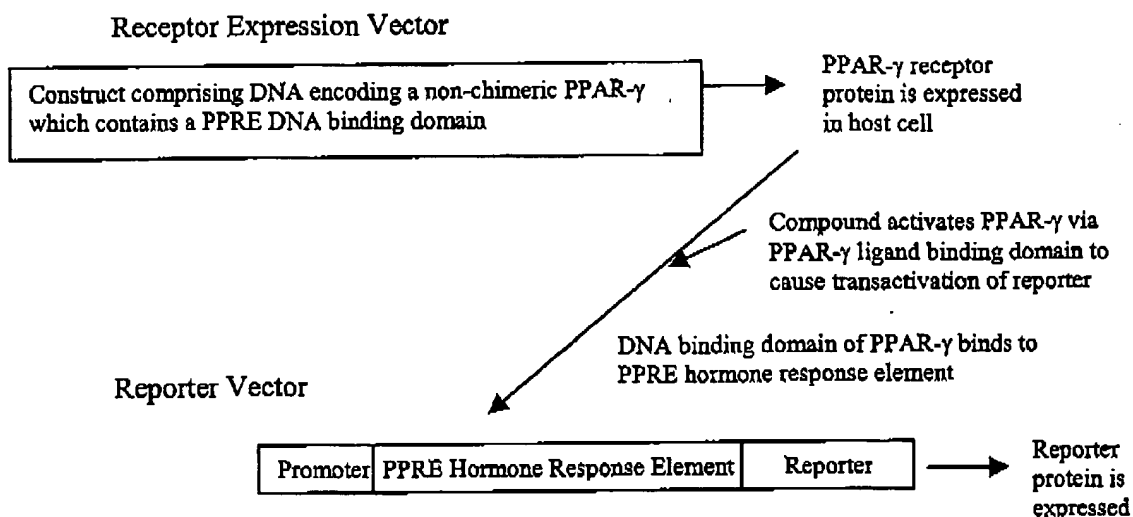 Receptor Expression Vector
Construct comprising DNA encoding a non-chimeric PPAR-γ
which contains a PPRE DNA binding domain
PPAR-γ receptor
protein is expressed
in host cell
Compound activates PPAR-γ via
PPAR-γ ligand binding domain to
cause transactivation of reporter
DNA binding domain of PPAR-γ binds to
PPRE hormone response element
Reporter Vector
Promoter PPRE Hormone Response Element Reporter
Reporter
protein is
expressed